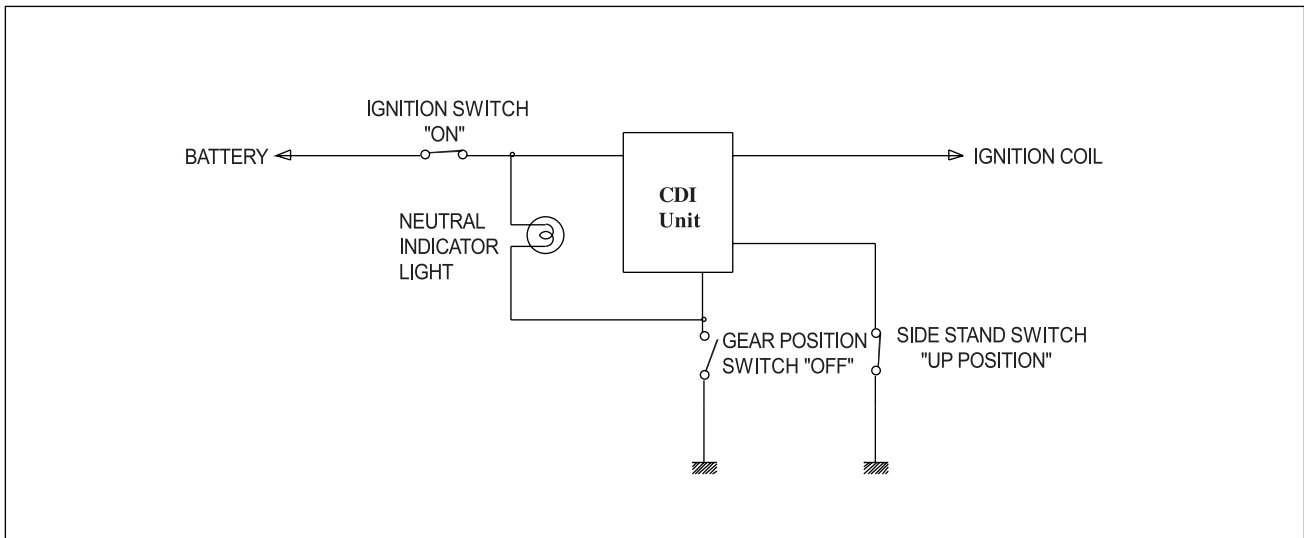 IGNITION SWITCH
"ON"
BATTERY
IGNITION COIL
CDI
Unit
NEUTRAL
INDICATOR
LIGHT
GEAR POSITION
SWITCH "OFF"
SIDE STAND SWITCH
"UP POSITION"